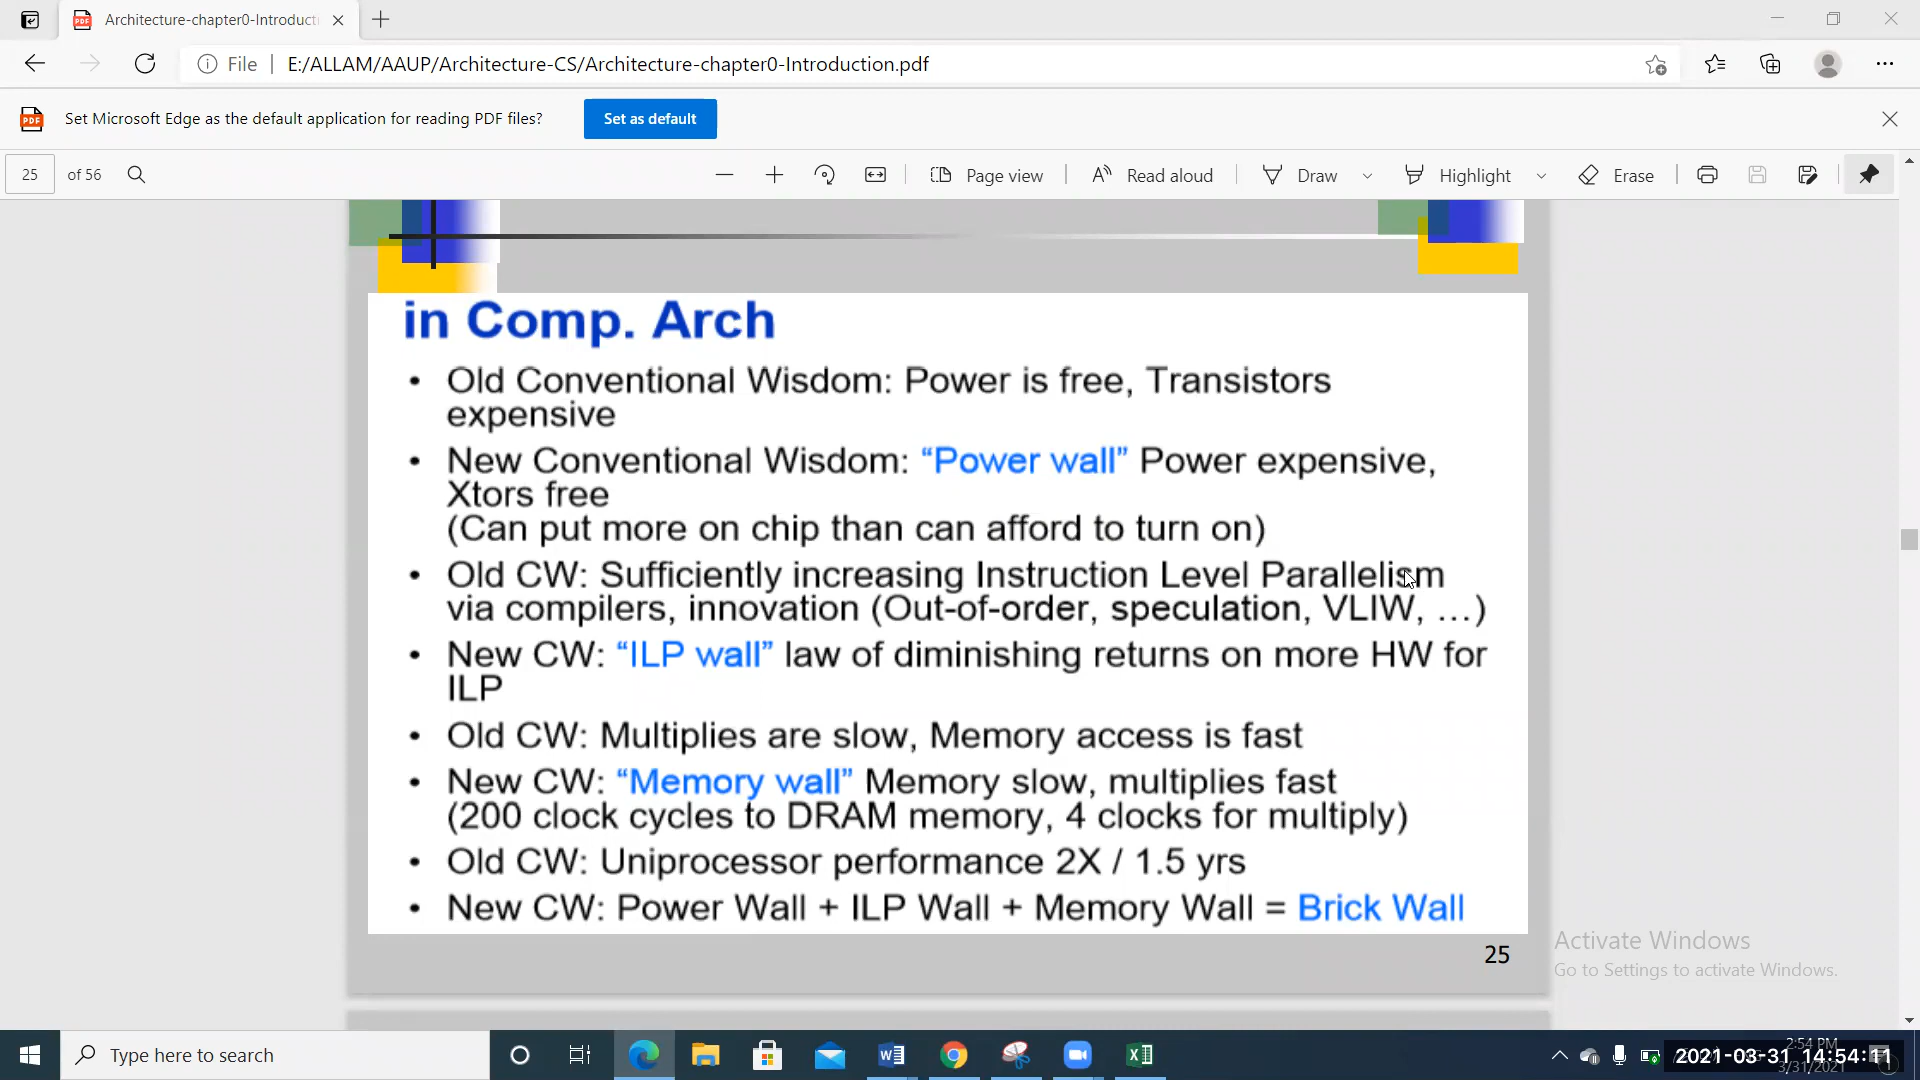 Architecture-chapter0-Introducti
File
E:/ALLAM/AAUP/Architecture-CS/Architecture-chapter0-Introduction.pdf
PDF
Set Microsoft Edge as the default application for reading PDF files?
Set as default
25
of 56
Page view
Read aloud
Draw
Highlight
Erase
in Comp. Arch
• Old Conventional Wisdom: Power is free, Transistors
expensive
• New Conventional Wisdom: “Power wall” Power expensive,
Xtors free
(Can put more on chip than can afford to turn on)
• Old CW: Sufficiently increasing Instruction Level Parallelism
via compilers, innovation (Out-of-order, speculation, VLIW, …)
• New CW: “ILP wall” law of diminishing returns on more HW for
ILP
• Old CW: Multiplies are slow, Memory access is fast
• New CW: “Memory wall” Memory slow, multiplies fast
(200 clock cycles to DRAM memory, 4 clocks for multiply)
• Old CW: Uniprocessor performance 2X / 1.5 yrs
• New CW: Power Wall + ILP Wall + Memory Wall = Brick Wall
25
Activate Windows
Go to Settings to activate Windows.
Type here to search
2:54 PM
2021-03-31 14:54:11
3/31/2021